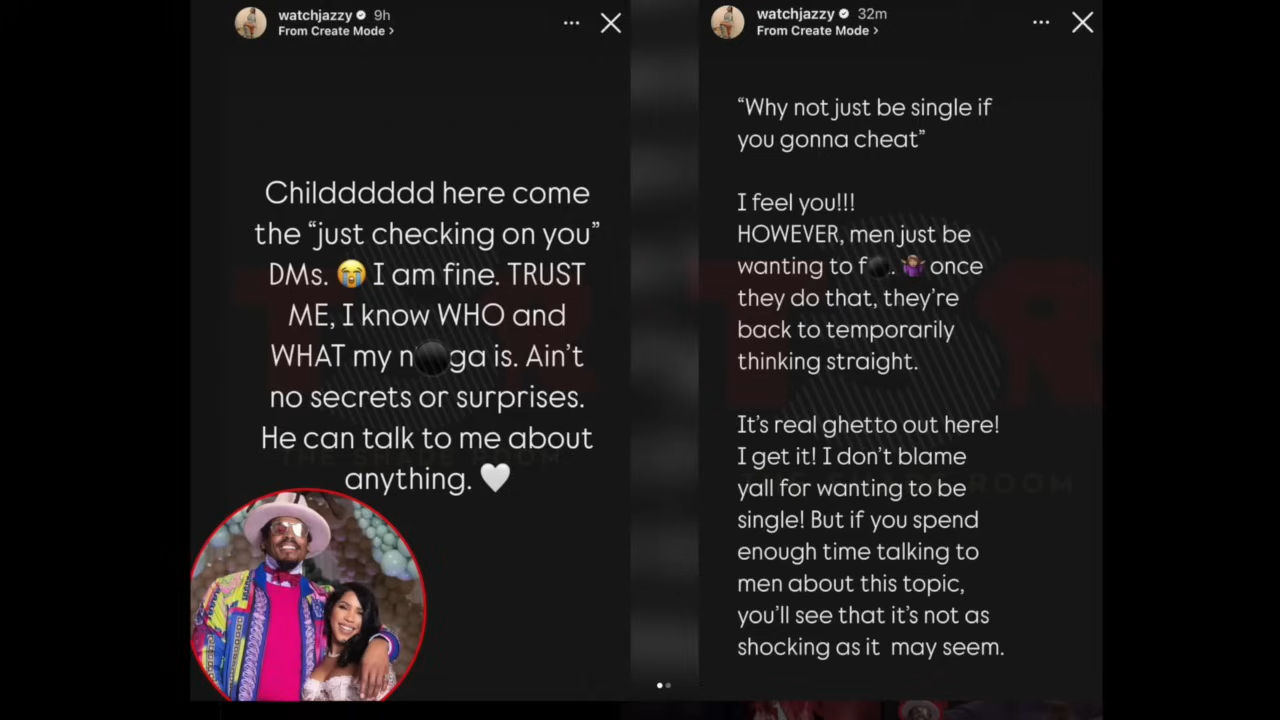 watchjazzy 9h
From Create Mode >
Childddddd here come
the “just checking on you”
DMs. 😭 I am fine. TRUST
ME, I know WHO and
WHAT my n⚫ga is. Ain’t
no secrets or surprises.
He can talk to me about
anything. 🤍
THE SHADE ROOM
watchjazzy 32m
From Create Mode >
“Why not just be single if
you gonna cheat”
I feel you!!!
HOWEVER, men just be
wanting to f⚫. 🤷🏽‍♀️ once
they do that, they’re
back to temporarily
thinking straight.
It’s real ghetto out here!
I get it! I don’t blame
yall for wanting to be
single! But if you spend
enough time talking to
men about this topic,
you’ll see that it’s not as
shocking as it may seem.
ROOM